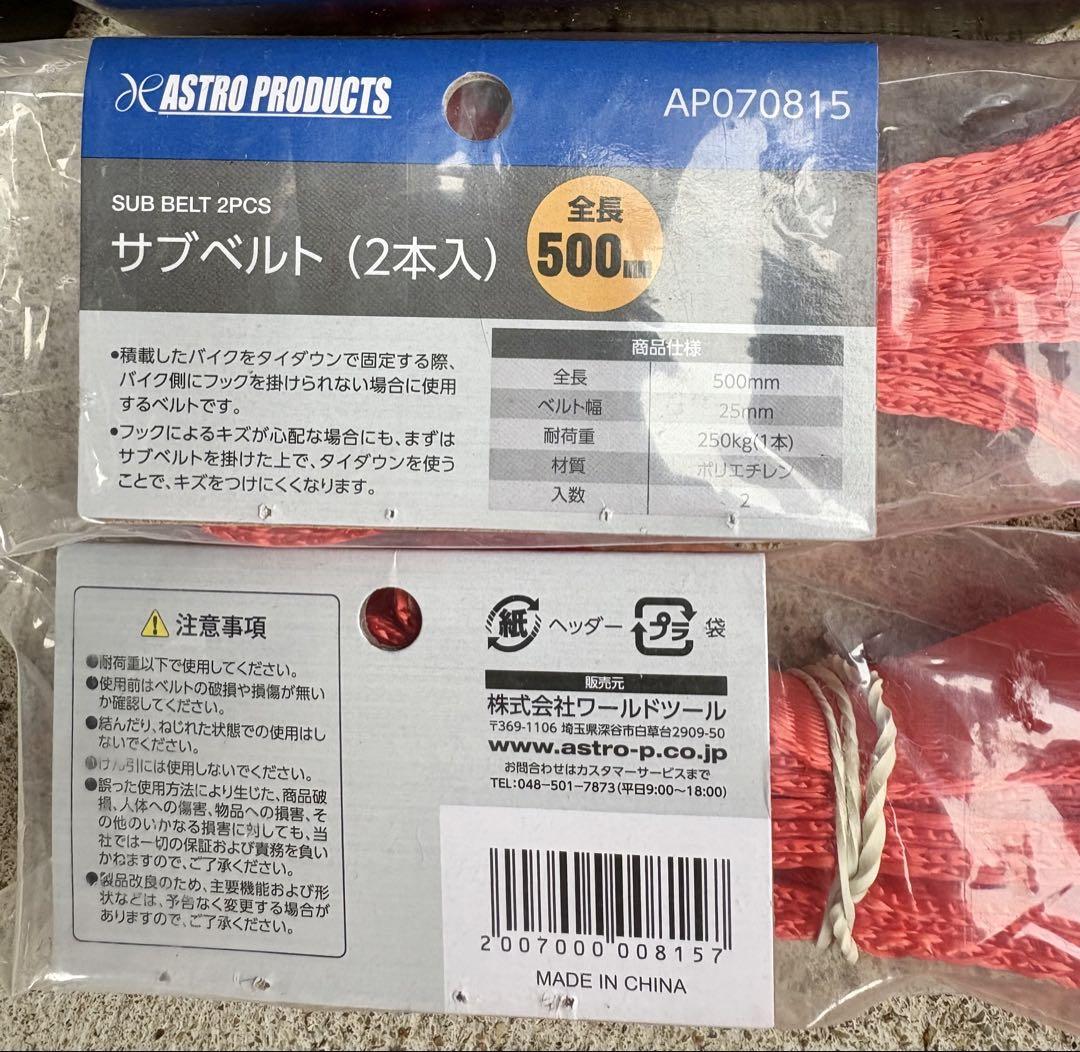 ASTRO PRODUCTS
AP070815
SUB BELT 2PCS
サブベルト（2本入）
全長
500mm
●積載したバイクをタイダウンで固定する際、
バイク側にフックを掛けられない場合に使用
するベルトです。
●フックによるキズが心配な場合にも、まずは
サブベルトを掛けた上で、タイダウンを使う
ことで、キズをつけにくくなります。
商品仕様
全長 500mm
ベルト幅 25mm
耐荷重 250kg(1本)
材質 ポリエチレン
入数 2
注意事項
●耐荷重以下で使用してください。
●使用前はベルトの破損や損傷が無い
か確認してください。
●結んだり、ねじれた状態での使用はし
ないでください。
●けん引には使用しないでください。
●誤った使用方法により生じた、商品破
損、人体への傷害、物品への損害、そ
の他のいかなる損害に対しても、当
社では一切の保証および責務を負い
かねますので、ご了承ください。
●製品改良のため、主要機能および形
状などは、予告なく変更する場合が
ありますので、ご了承ください。
紙 ヘッダー プラ 袋
販売元
株式会社ワールドツール
〒369-1106 埼玉県深谷市白草台2909-50
www.astro-p.co.jp
お問合わせはカスタマーサービスまで
TEL:048-501-7873(平日9:00～18:00)
2007000008157
MADE IN CHINA